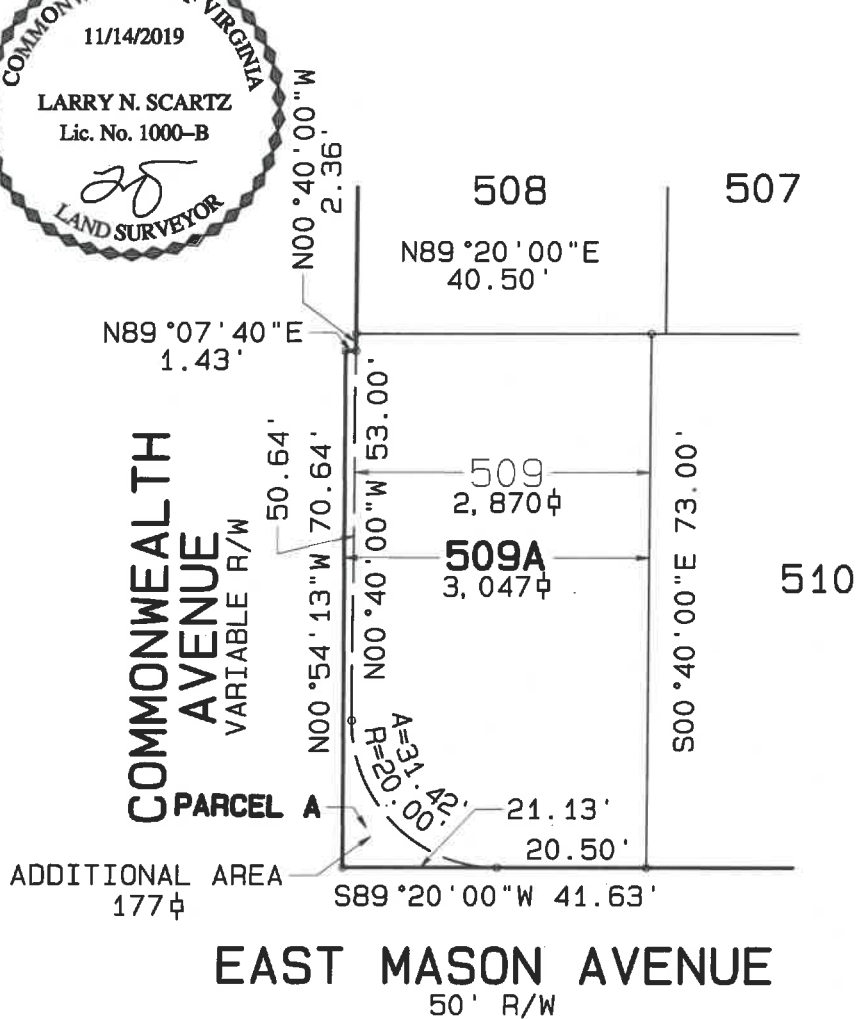 COMMONW VIRGINIA
11/14/2019
LARRY N. SCARTZ
Lic. No. 1000-B
LAND SURVEYOR
N00°40'00"W
2.36'
508
507
N89°20'00"E
40.50'
N89°07'40"E
1.43'
COMMONWEALTH
AVENUE
VARIABLE R/W
50.64'
N00°54'13"W 70.64'
N00°40'00"W 53.00'
509
2,870
509A
3,047
S00°40'00"E 73.00'
510
A=31.42'
R=20.00'
PARCEL A
21.13'
20.50'
ADDITIONAL AREA
177
S89°20'00"W 41.63'
EAST MASON AVENUE
50' R/W